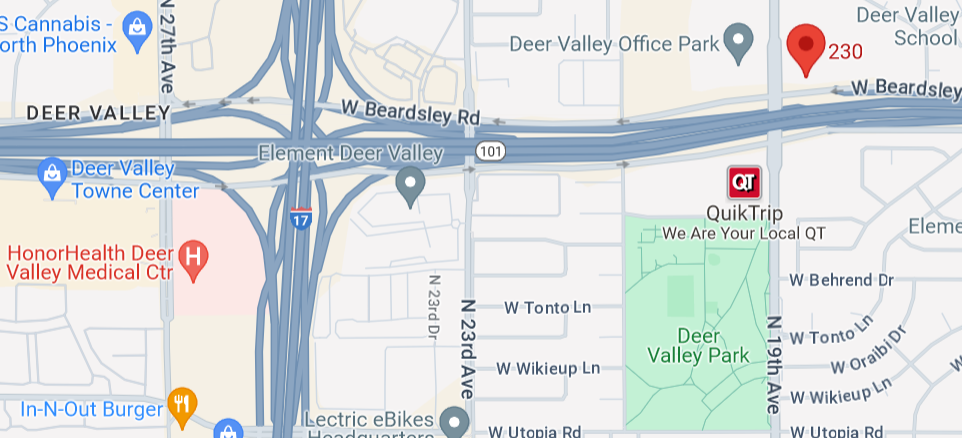 S Cannabis -
orth Phoenix
N 27th Ave
Deer Valley Office Park
230
Deer Valley
School
W Beardsley
DEER VALLEY
W Beardsley Rd
Element Deer Valley
101
Deer Valley
Towne Center
QT
QuikTrip
We Are Your Local QT
17
Eleme
HonorHealth Deer
Valley Medical Ctr
H
W Behrend Dr
N 23rd Dr
N 23rd Ave
W Tonto Ln
N 19th Ave
W Tonto Ln
Deer
Valley Park
W Oraibi Dr
W Wikieup Ln
W Wikieup Ln
In-N-Out Burger
Lectric eBikes
Headquarters
W Utopia Rd
W Utopia Rd